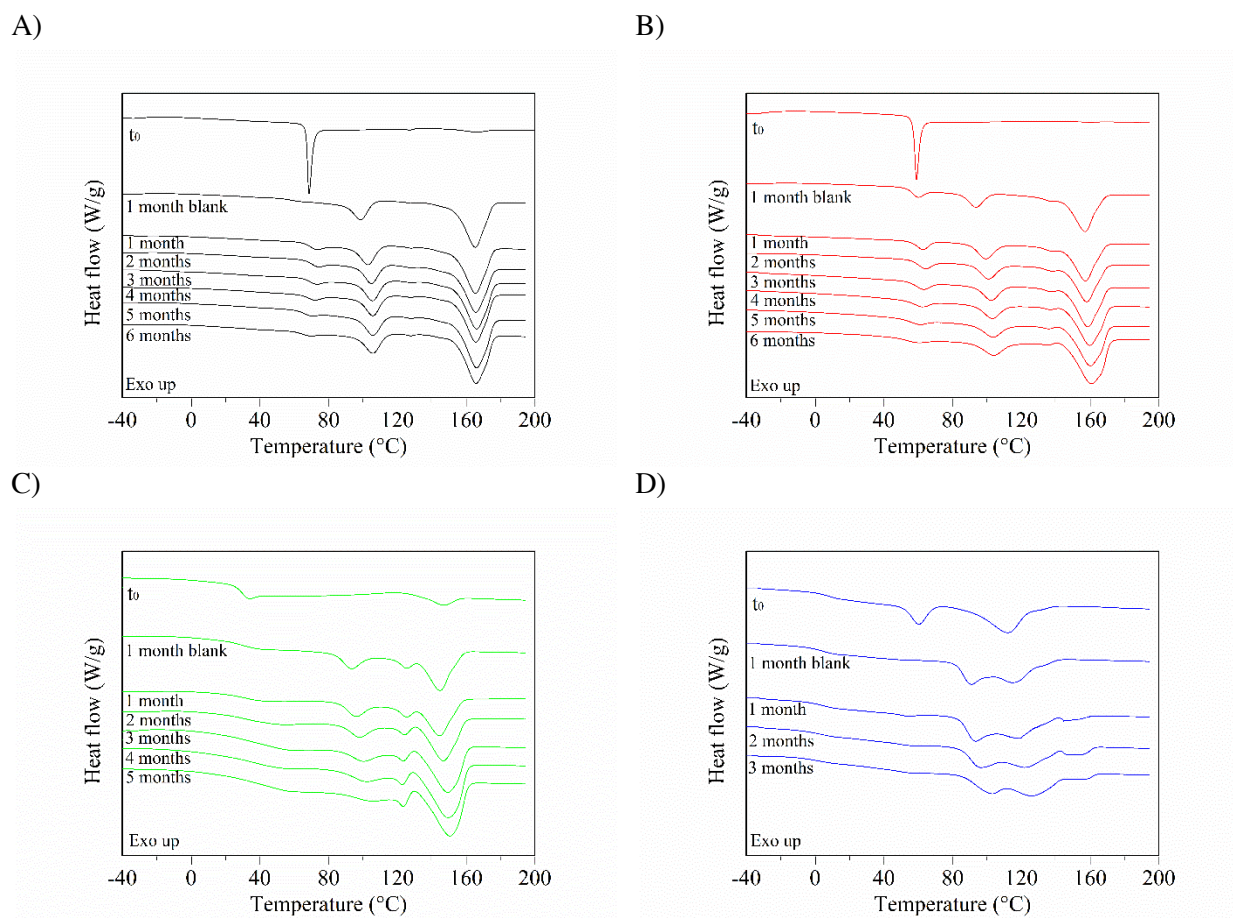 A)
t0
1 month blank
1 month
2 months
3 months
4 months
5 months
6 months
Exo up
Heat flow (W/g)
-40 0 40 80 120 160 200
Temperature (°C)
B)
t0
1 month blank
1 month
2 months
3 months
4 months
5 months
6 months
Exo up
Heat flow (W/g)
-40 0 40 80 120 160 200
Temperature (°C)
C)
t0
1 month blank
1 month
2 months
3 months
4 months
5 months
Exo up
Heat flow (W/g)
-40 0 40 80 120 160 200
Temperature (°C)
D)
t0
1 month blank
1 month
2 months
3 months
Exo up
Heat flow (W/g)
-40 0 40 80 120 160 200
Temperature (°C)